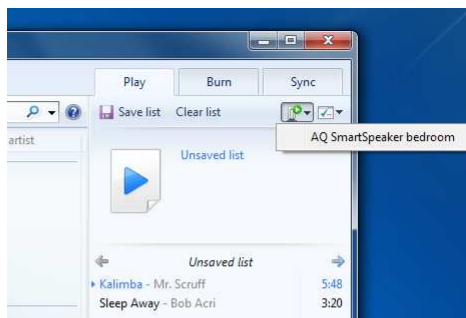 Play Burn Sync
Save list Clear list
AQ SmartSpeaker bedroom
artist
Unsaved list
Unsaved list
Kalimba - Mr. Scruff 5:48
Sleep Away - Bob Acri 3:20